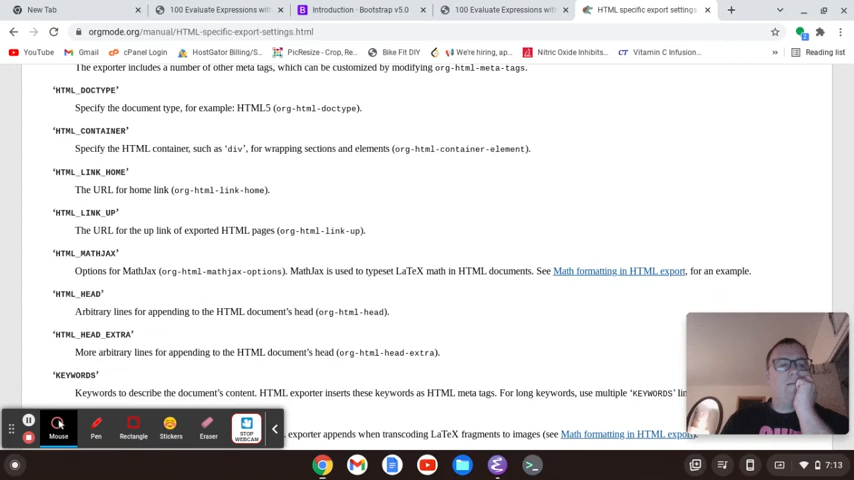 New Tab
100 Evaluate Expressions with
Introduction · Bootstrap v5.0
100 Evaluate Expressions with
HTML specific export settings
orgmode.org/manual/HTML-specific-export-settings.html
YouTube
Gmail
cPanel Login
HostGator Billing/S...
PicResize - Crop, Re...
Bike Fit DIY
We're hiring, ap...
Nitric Oxide Inhibits...
CT Vitamin C Infusion...
»
Reading list
The exporter includes a number of other meta tags, which can be customized by modifying org-html-meta-tags.
‘HTML_DOCTYPE’
Specify the document type, for example: HTML5 (org-html-doctype).
‘HTML_CONTAINER’
Specify the HTML container, such as ‘div’, for wrapping sections and elements (org-html-container-element).
‘HTML_LINK_HOME’
The URL for home link (org-html-link-home).
‘HTML_LINK_UP’
The URL for the up link of exported HTML pages (org-html-link-up).
‘HTML_MATHJAX’
Options for MathJax (org-html-mathjax-options). MathJax is used to typeset LaTeX math in HTML documents. See Math formatting in HTML export, for an example.
‘HTML_HEAD’
Arbitrary lines for appending to the HTML document’s head (org-html-head).
‘HTML_HEAD_EXTRA’
More arbitrary lines for appending to the HTML document’s head (org-html-head-extra).
‘KEYWORDS’
Keywords to describe the document’s content. HTML exporter inserts these keywords as HTML meta tags. For long keywords, use multiple ‘KEYWORDS’ lin
exporter appends when transcoding LaTeX fragments to images (see Math formatting in HTML export).
Mouse
Pen
Rectangle
Stickers
Eraser
STOP WEBCAM
7:13